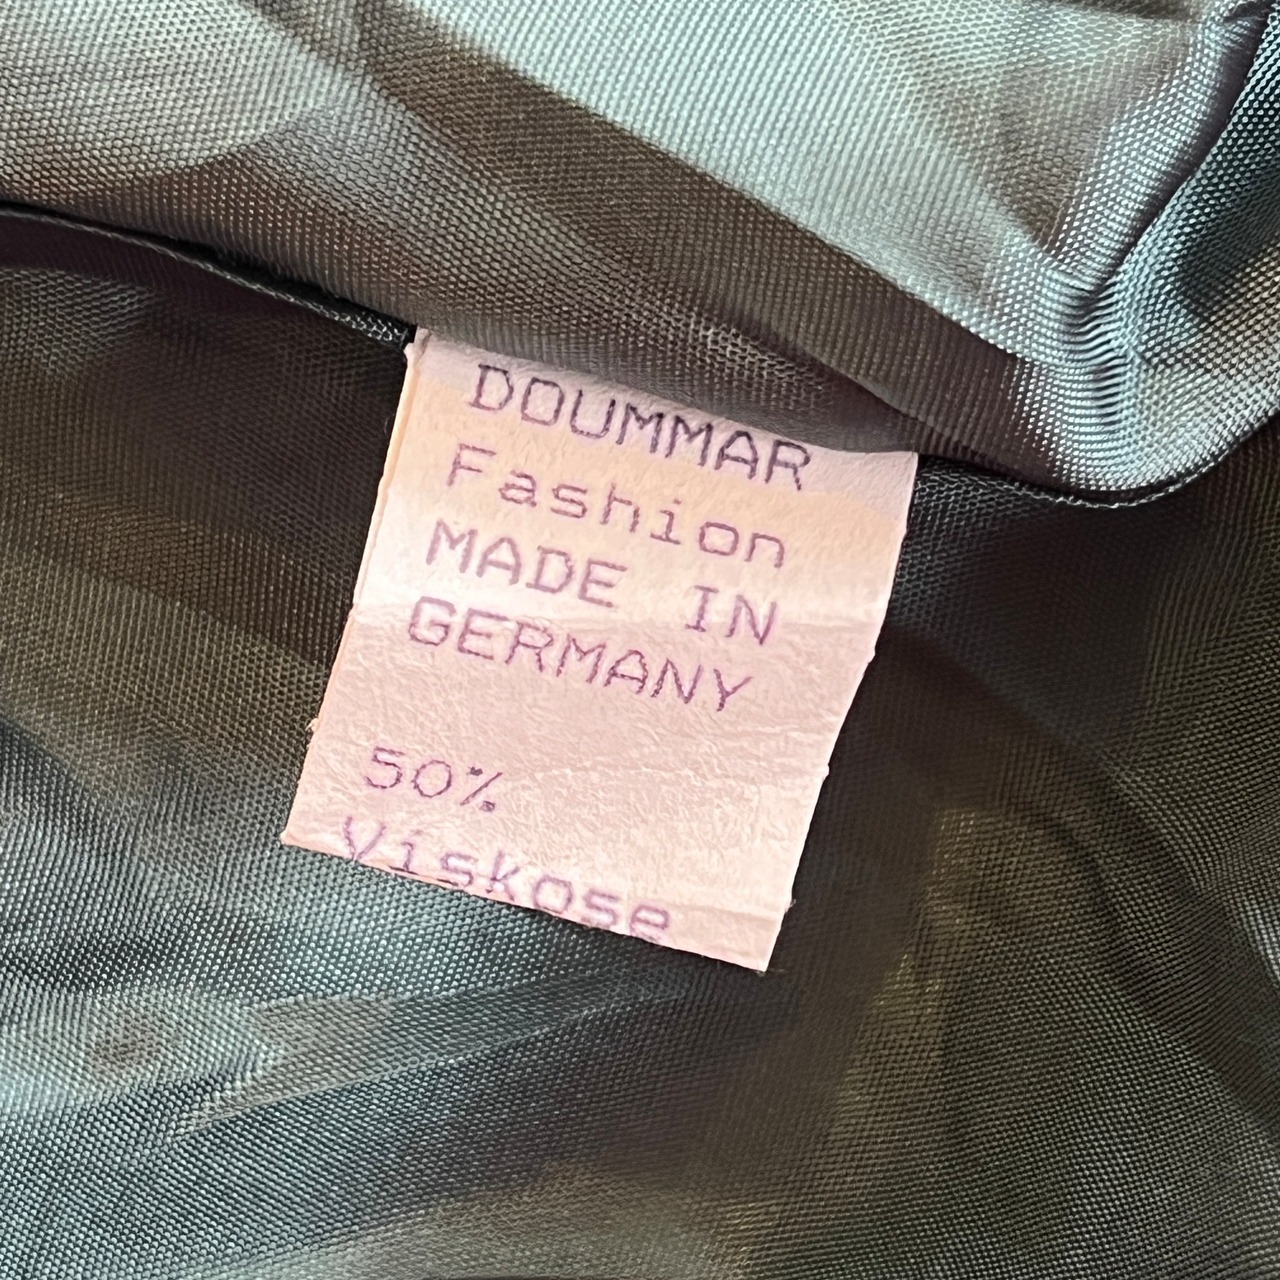 DOUMMAR
Fashion
MADE IN
GERMANY
50%
Viskose